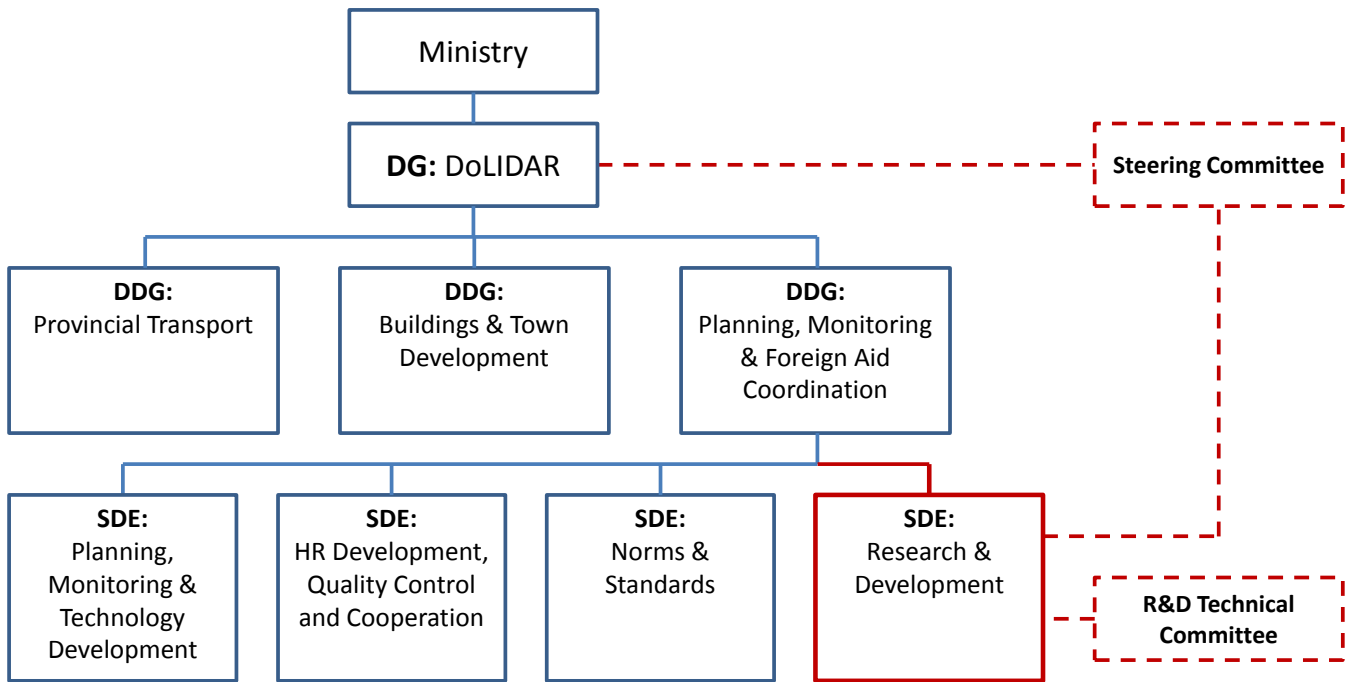 Ministry
DG: DoLIDAR
Steering Committee
DDG:
Provincial Transport
DDG:
Buildings & Town
Development
DDG:
Planning, Monitoring
& Foreign Aid
Coordination
SDE:
Planning,
Monitoring &
Technology
Development
SDE:
HR Development,
Quality Control
and Cooperation
SDE:
Norms &
Standards
SDE:
Research &
Development
R&D Technical
Committee